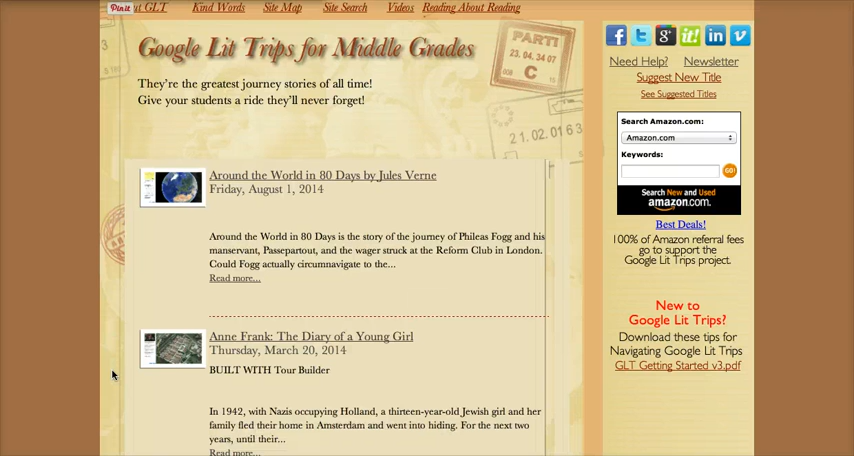 Pin it
ut GLT Kind Words Site Map Site Search Videos Reading About Reading
Google Lit Trips for Middle Grades
They're the greatest journey stories of all time!
Give your students a ride they'll never forget!
PARTI
23. 04. 34 07
C
21. 02. 01 6 3
Around the World in 80 Days by Jules Verne
Friday, August 1, 2014
Around the World in 80 Days is the story of the journey of Phileas Fogg and his
manservant, Passepartout, and the wager struck at the Reform Club in London.
Could Fogg actually circumnavigate to the...
Read more...
Anne Frank: The Diary of a Young Girl
Thursday, March 20, 2014
BUILT WITH Tour Builder
In 1942, with Nazis occupying Holland, a thirteen-year-old Jewish girl and her
family fled their home in Amsterdam and went into hiding. For the next two
years, until their...
Read more...
f t g+ it! in v
Need Help? Newsletter
Suggest New Title
See Suggested Titles
Search Amazon.com:
Amazon.com
Keywords:
GO!
Search New and Used
amazon.com.
Best Deals!
100% of Amazon referral fees
go to support the
Google Lit Trips project.
New to
Google Lit Trips?
Download these tips for
Navigating Google Lit Trips
GLT Getting Started v3.pdf